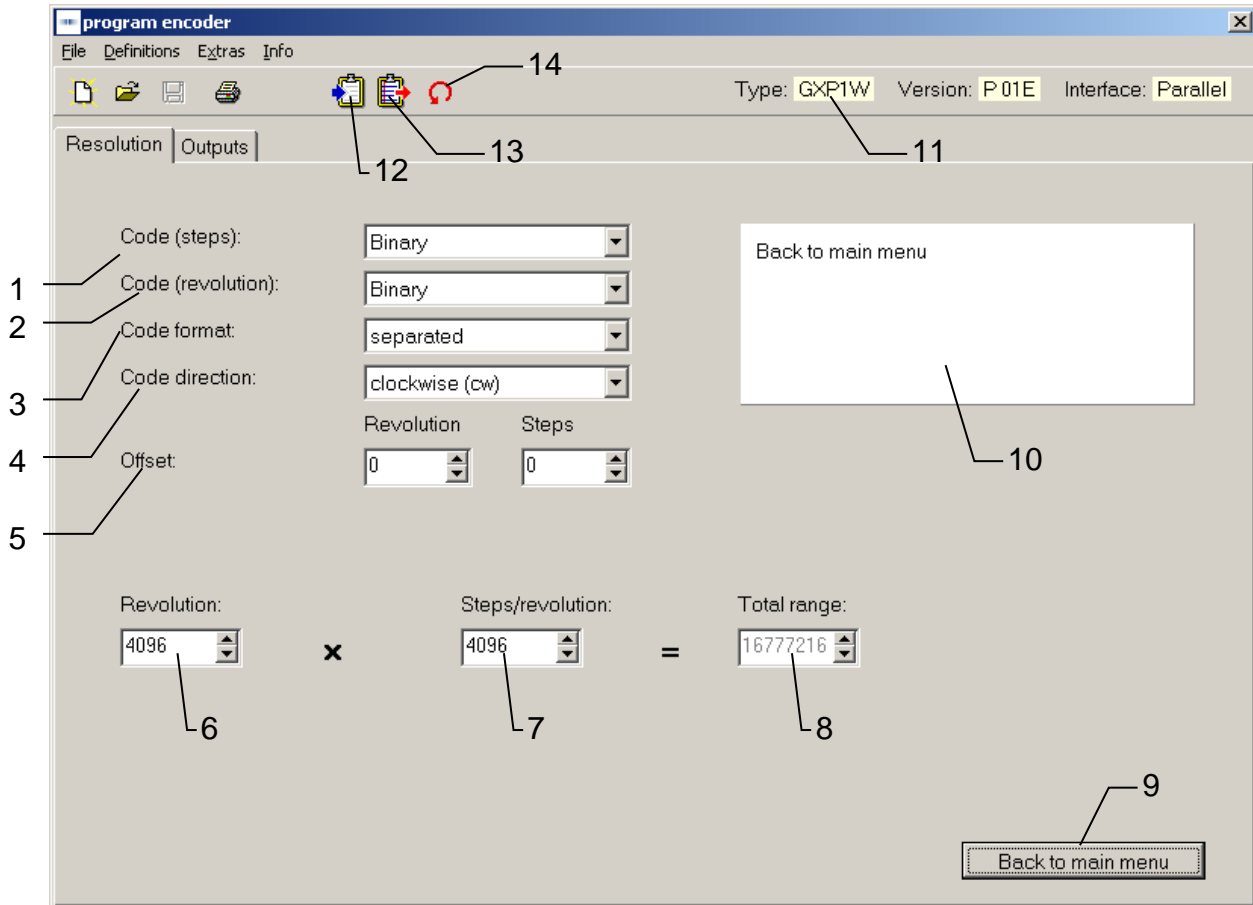 program encoder
File Definitions Extras Info
14
Type: GXP1W Version: P 01E Interface: Parallel
Resolution Outputs
12
13
11
Code (steps): Binary
Back to main menu
1
Code (revolution): Binary
2
Code format: separated
3
Code direction: clockwise (cw)
4
Revolution Steps
Offset: 0 0
10
5
Revolution: Steps/revolution: Total range:
4096 x 4096 = 16777216
6
7
8
9
Back to main menu